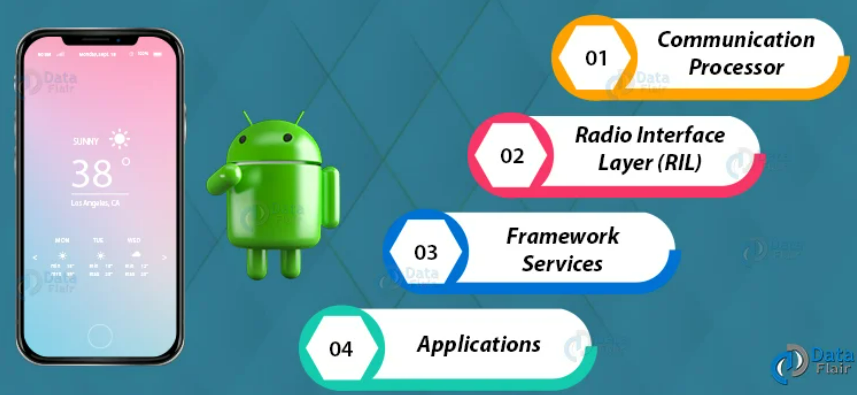 SUNNY
38
Los Angeles, CA
MON TUE WED
01
Communication
Processor
02
Radio Interface
Layer (RIL)
03
Framework
Services
04
Applications
Data
Flair